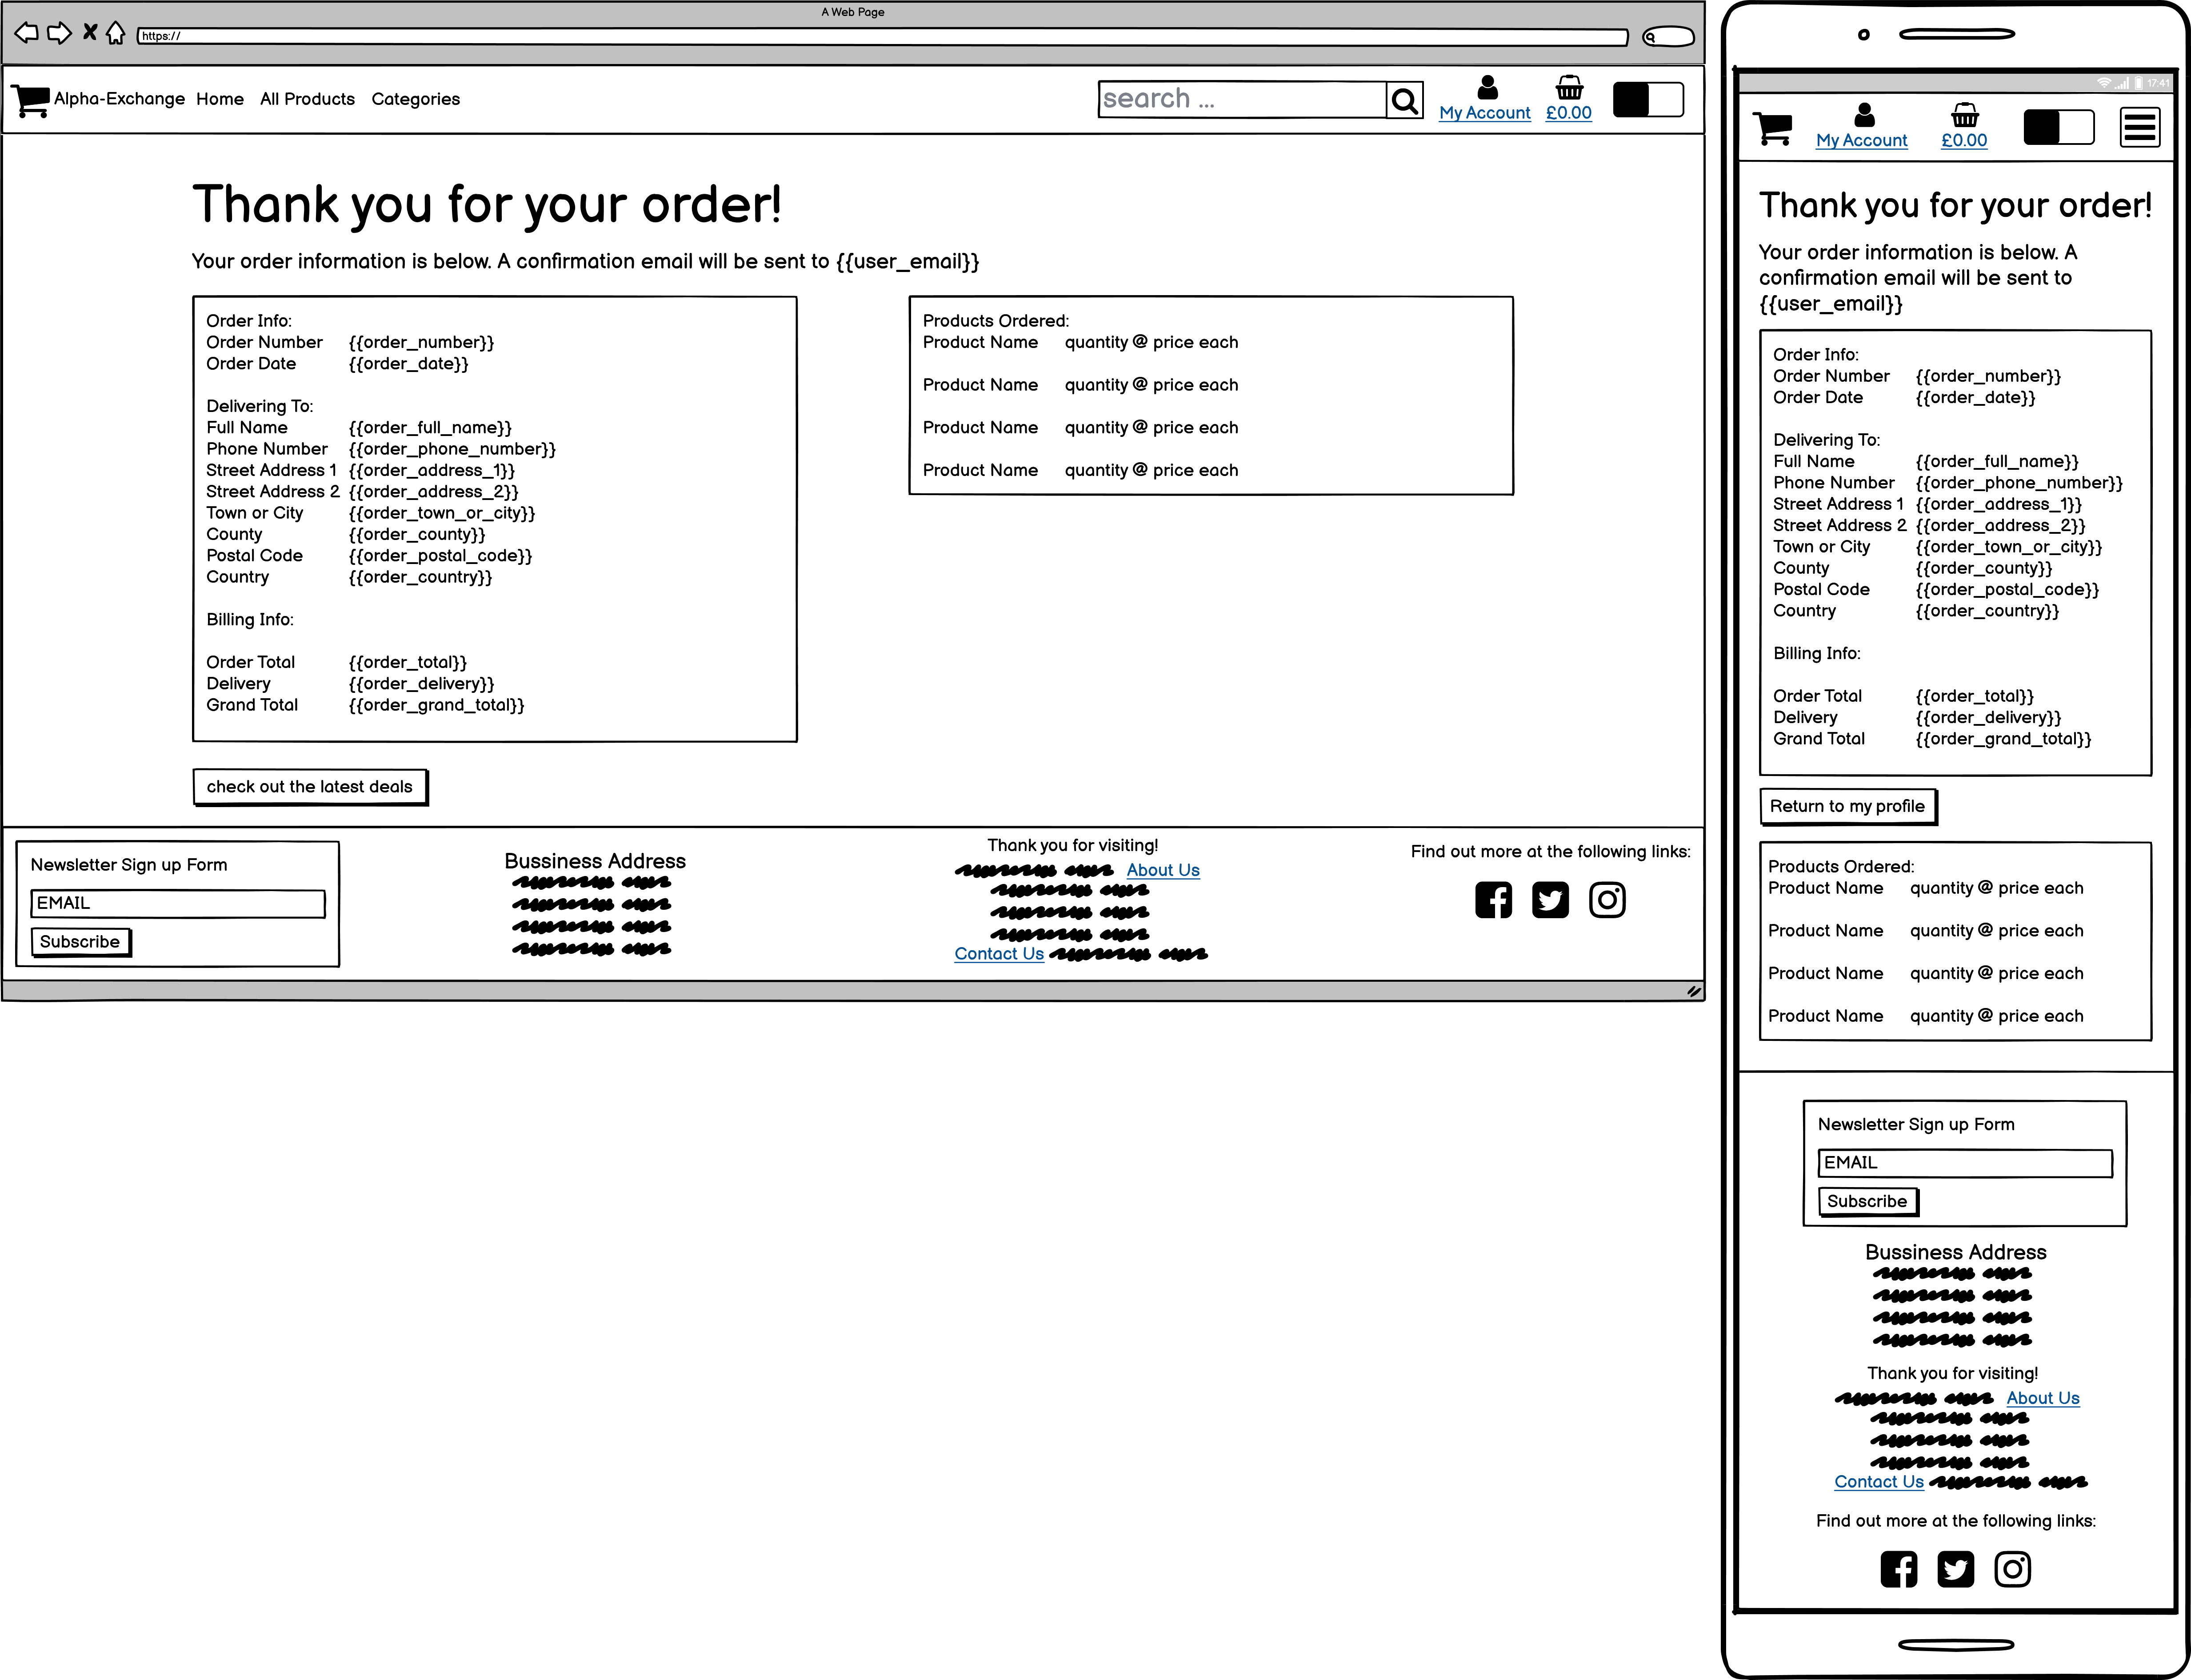 A Web Page
https://
Alpha-Exchange Home All Products Categories search ... My Account £0.00
Thank you for your order!
Your order information is below. A confirmation email will be sent to {{user_email}}
Order Info:
Order Number {{order_number}}
Order Date {{order_date}}
Delivering To:
Full Name {{order_full_name}}
Phone Number {{order_phone_number}}
Street Address 1 {{order_address_1}}
Street Address 2 {{order_address_2}}
Town or City {{order_town_or_city}}
County {{order_county}}
Postal Code {{order_postal_code}}
Country {{order_country}}
Billing Info:
Order Total {{order_total}}
Delivery {{order_delivery}}
Grand Total {{order_grand_total}}
Products Ordered:
Product Name quantity @ price each
Product Name quantity @ price each
Product Name quantity @ price each
Product Name quantity @ price each
check out the latest deals
Newsletter Sign up Form
EMAIL
Subscribe
Bussiness Address
Thank you for visiting!
About Us
Contact Us
Find out more at the following links:
17:41
My Account £0.00
Thank you for your order!
Your order information is below. A
confirmation email will be sent to
{{user_email}}
Order Info:
Order Number {{order_number}}
Order Date {{order_date}}
Delivering To:
Full Name {{order_full_name}}
Phone Number {{order_phone_number}}
Street Address 1 {{order_address_1}}
Street Address 2 {{order_address_2}}
Town or City {{order_town_or_city}}
County {{order_county}}
Postal Code {{order_postal_code}}
Country {{order_country}}
Billing Info:
Order Total {{order_total}}
Delivery {{order_delivery}}
Grand Total {{order_grand_total}}
Return to my profile
Products Ordered:
Product Name quantity @ price each
Product Name quantity @ price each
Product Name quantity @ price each
Product Name quantity @ price each
Newsletter Sign up Form
EMAIL
Subscribe
Bussiness Address
Thank you for visiting!
About Us
Contact Us
Find out more at the following links: